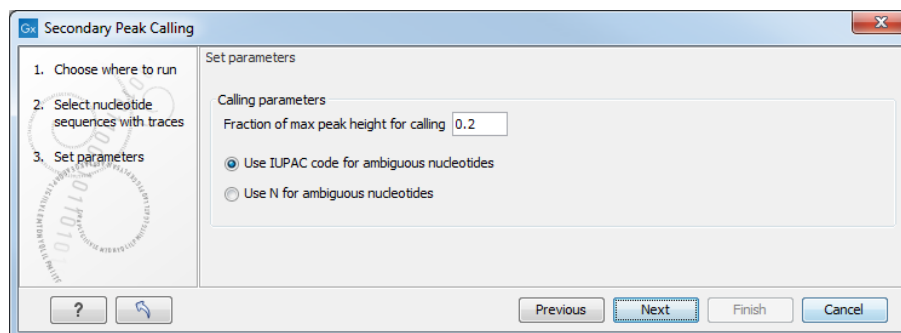 Gx Secondary Peak Calling
X
1. Choose where to run
2. Select nucleotide
sequences with traces
3. Set parameters
Set parameters
Calling parameters
Fraction of max peak height for calling 0.2
Use IUPAC code for ambiguous nucleotides
Use N for ambiguous nucleotides
?
Previous
Next
Finish
Cancel